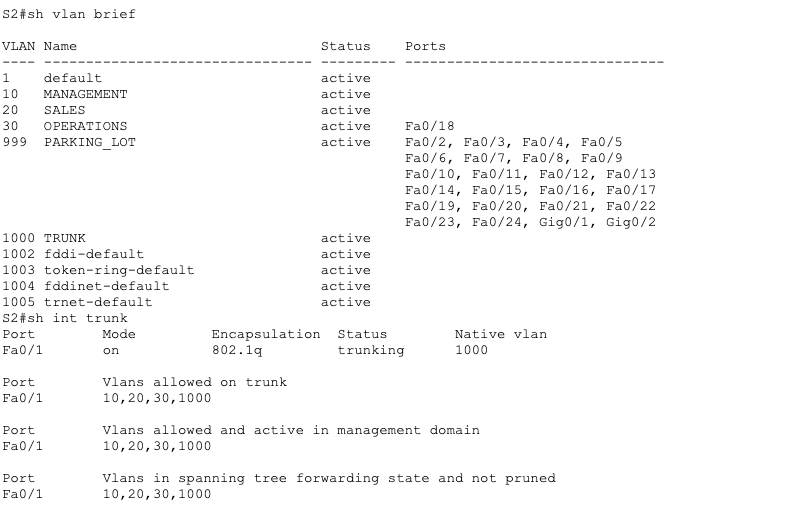 S2#sh vlan brief
VLAN Name                             Status    Ports
---- -------------------------------- --------- -------------------------------
1    default                          active
10   MANAGEMENT                       active
20   SALES                            active
30   OPERATIONS                       active    Fa0/18
999  PARKING_LOT                      active    Fa0/2, Fa0/3, Fa0/4, Fa0/5
                                                Fa0/6, Fa0/7, Fa0/8, Fa0/9
                                                Fa0/10, Fa0/11, Fa0/12, Fa0/13
                                                Fa0/14, Fa0/15, Fa0/16, Fa0/17
                                                Fa0/19, Fa0/20, Fa0/21, Fa0/22
                                                Fa0/23, Fa0/24, Gig0/1, Gig0/2
1000 TRUNK                            active
1002 fddi-default                     active
1003 token-ring-default               active
1004 fddinet-default                  active
1005 trnet-default                    active
S2#sh int trunk
Port        Mode         Encapsulation  Status        Native vlan
Fa0/1       on           802.1q         trunking      1000
Port        Vlans allowed on trunk
Fa0/1       10,20,30,1000
Port        Vlans allowed and active in management domain
Fa0/1       10,20,30,1000
Port        Vlans in spanning tree forwarding state and not pruned
Fa0/1       10,20,30,1000